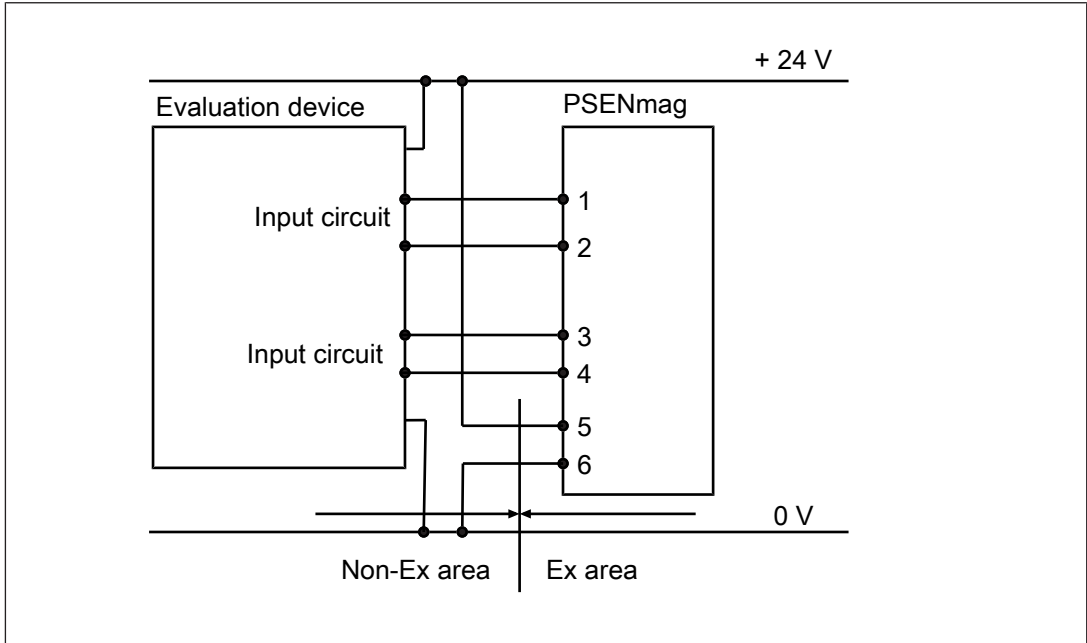 + 24 V
Evaluation device
PSENmag
Input circuit
1
2
Input circuit
3
4
5
6
0 V
Non-Ex area
Ex area